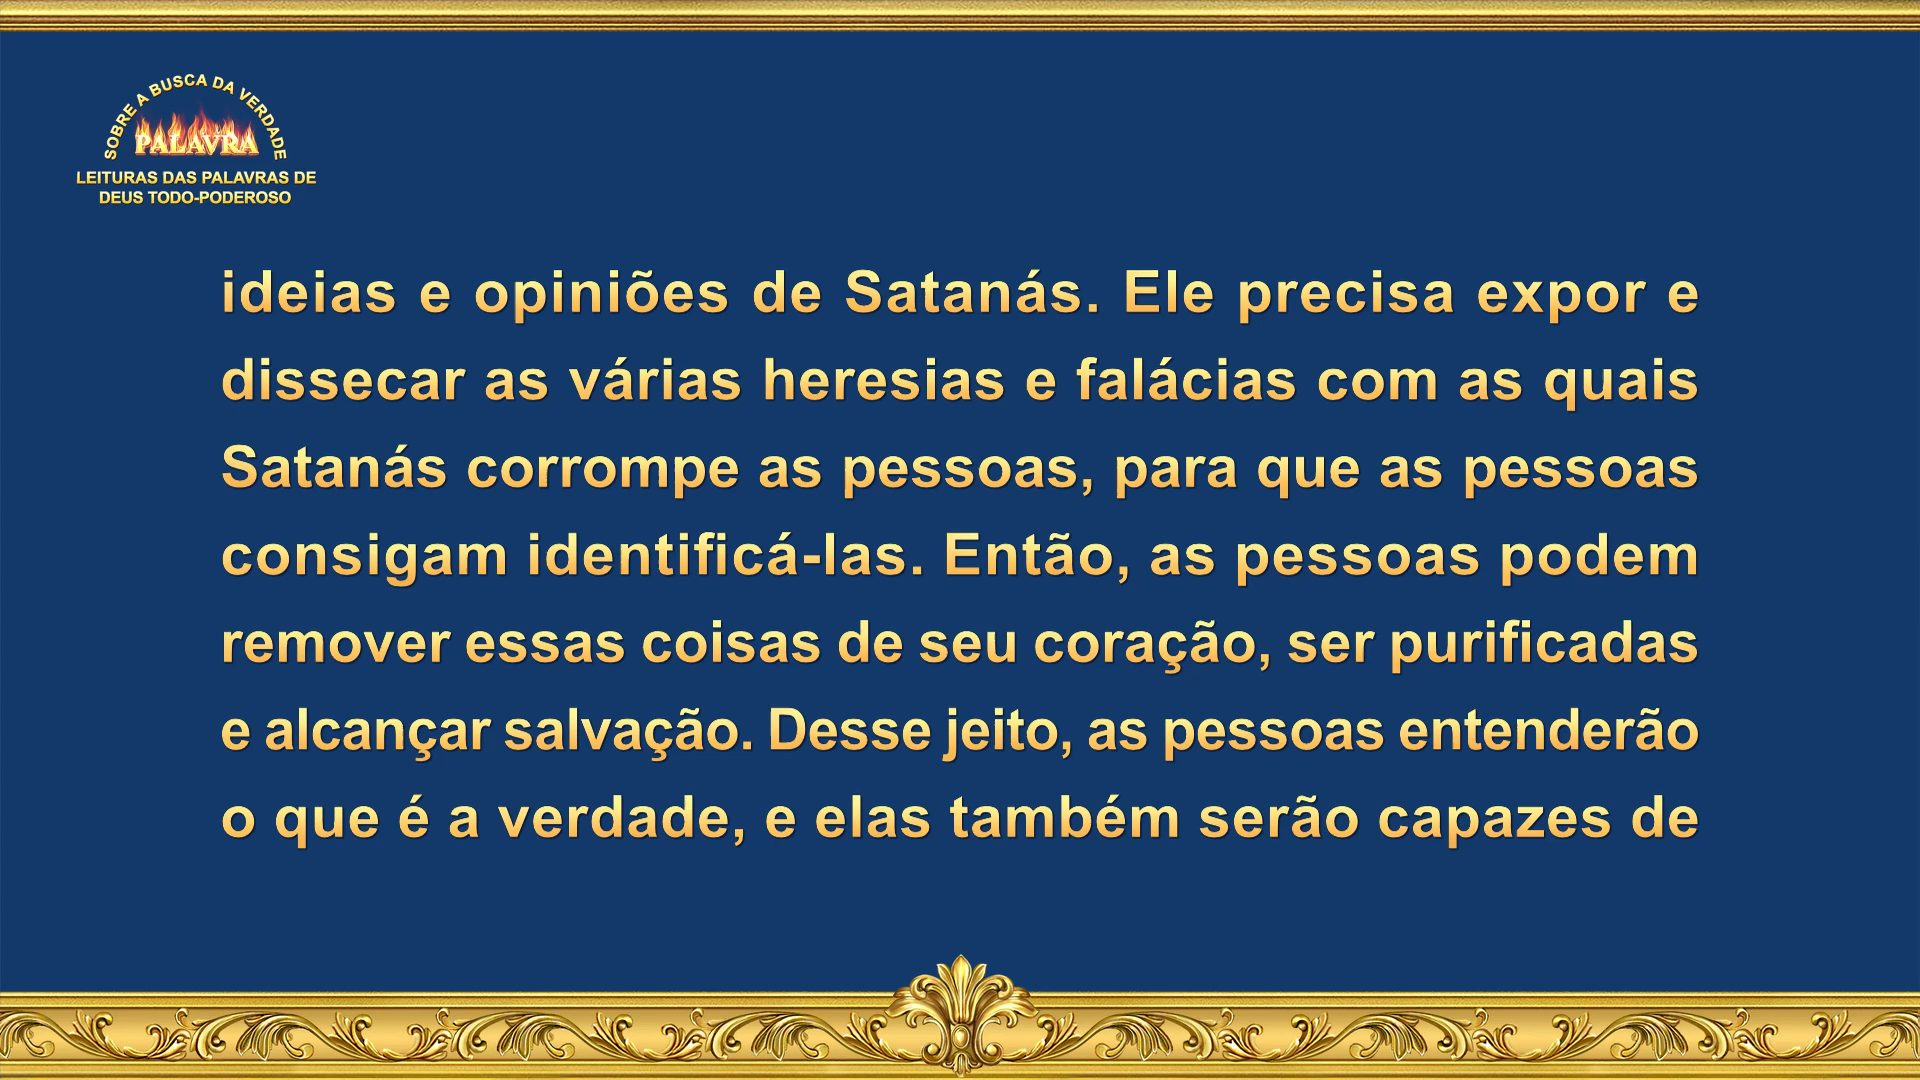 SOBRE A BUSCA DA VERDADE
PALAVRA
LEITURAS DAS PALAVRAS DE
DEUS TODO-PODEROSO
ideias e opiniões de Satanás. Ele precisa expor e
dissecar as várias heresias e falácias com as quais
Satanás corrompe as pessoas, para que as pessoas
consigam identificá-las. Então, as pessoas podem
remover essas coisas de seu coração, ser purificadas
e alcançar salvação. Desse jeito, as pessoas entenderão
o que é a verdade, e elas também serão capazes de